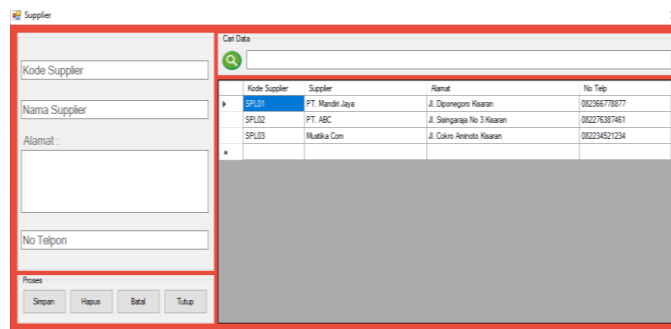 Supplier
Kode Supplier
Nama Supplier
Alamat :
No Telpon
Proses
Simpan Hapus Batal Tutup
Cari Data
Kode Supplier Supplier Alamat No Telp
SPL01 PT. Mandiri Jaya Jl. Diponegoro Kisaran 082366778877
SPL02 PT. ABC Jl. Sisingaraja No 3 Kisaran 082276387461
SPL03 Mustika Com Jl. Cokro Aminoto Kisaran 082234521234